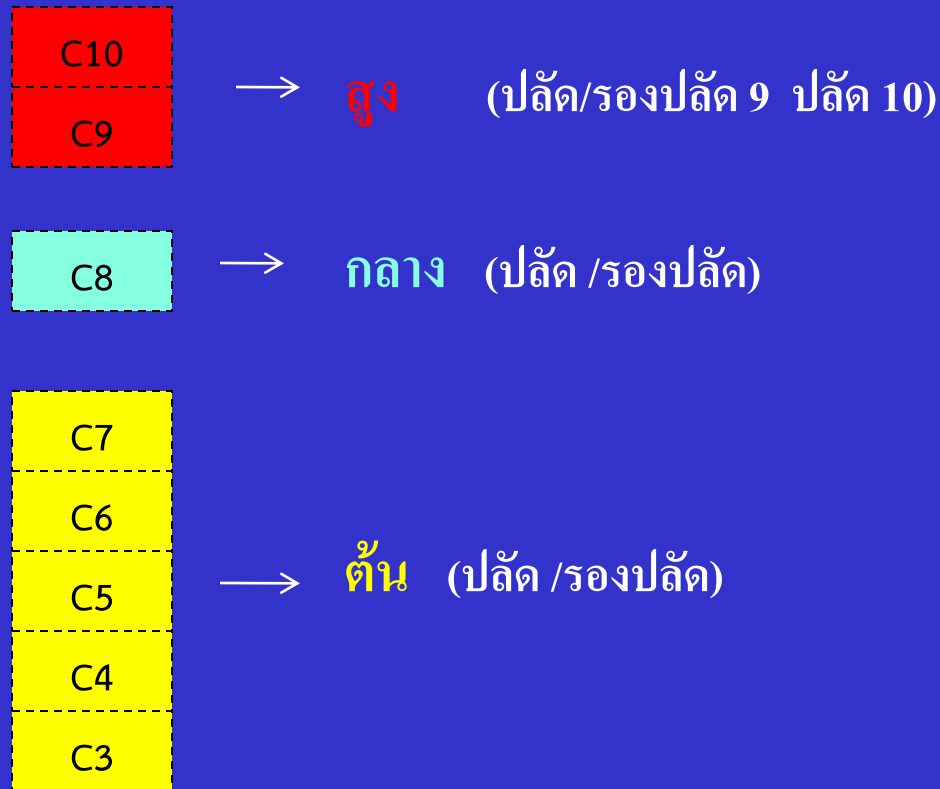 C10
C9
สูง (ปลัด/รองปลัด 9 ปลัด 10)
C8
กลาง (ปลัด /รองปลัด)
C7
C6
C5
ต้น (ปลัด /รองปลัด)
C4
C3